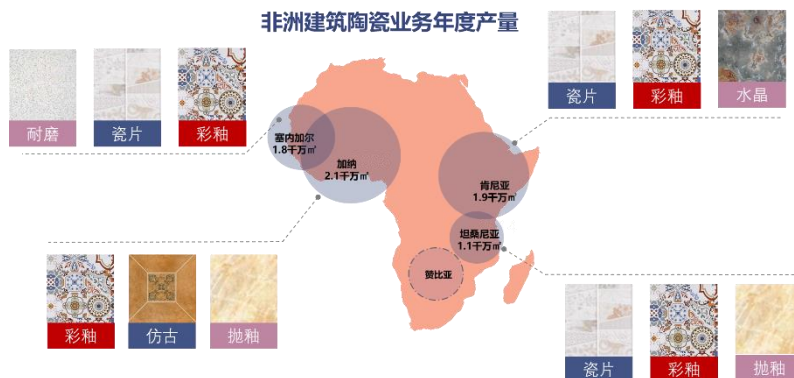 非洲建筑陶瓷业务年度产量
耐磨
瓷片
彩釉
瓷片
彩釉
水晶
塞内加尔
1.8千万㎡
加纳
2.1千万㎡
肯尼亚
1.9千万㎡
坦桑尼亚
1.1千万㎡
赞比亚
彩釉
仿古
抛釉
瓷片
彩釉
抛釉